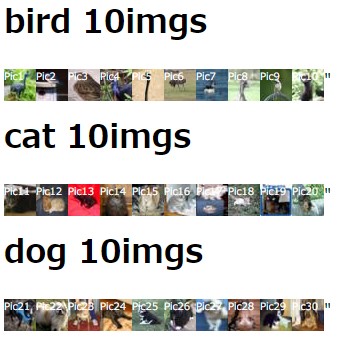 bird 10imgs
Pic1 Pic2 Pic3 Pic4 Pic5 Pic6 Pic7 Pic8 Pic9 Pic10 "
cat 10imgs
Pic11 Pic12 Pic13 Pic14 Pic15 Pic16 Pic17 Pic18 Pic19 Pic20 "
dog 10imgs
Pic21 Pic22 Pic23 Pic24 Pic25 Pic26 Pic27 Pic28 Pic29 Pic30 "